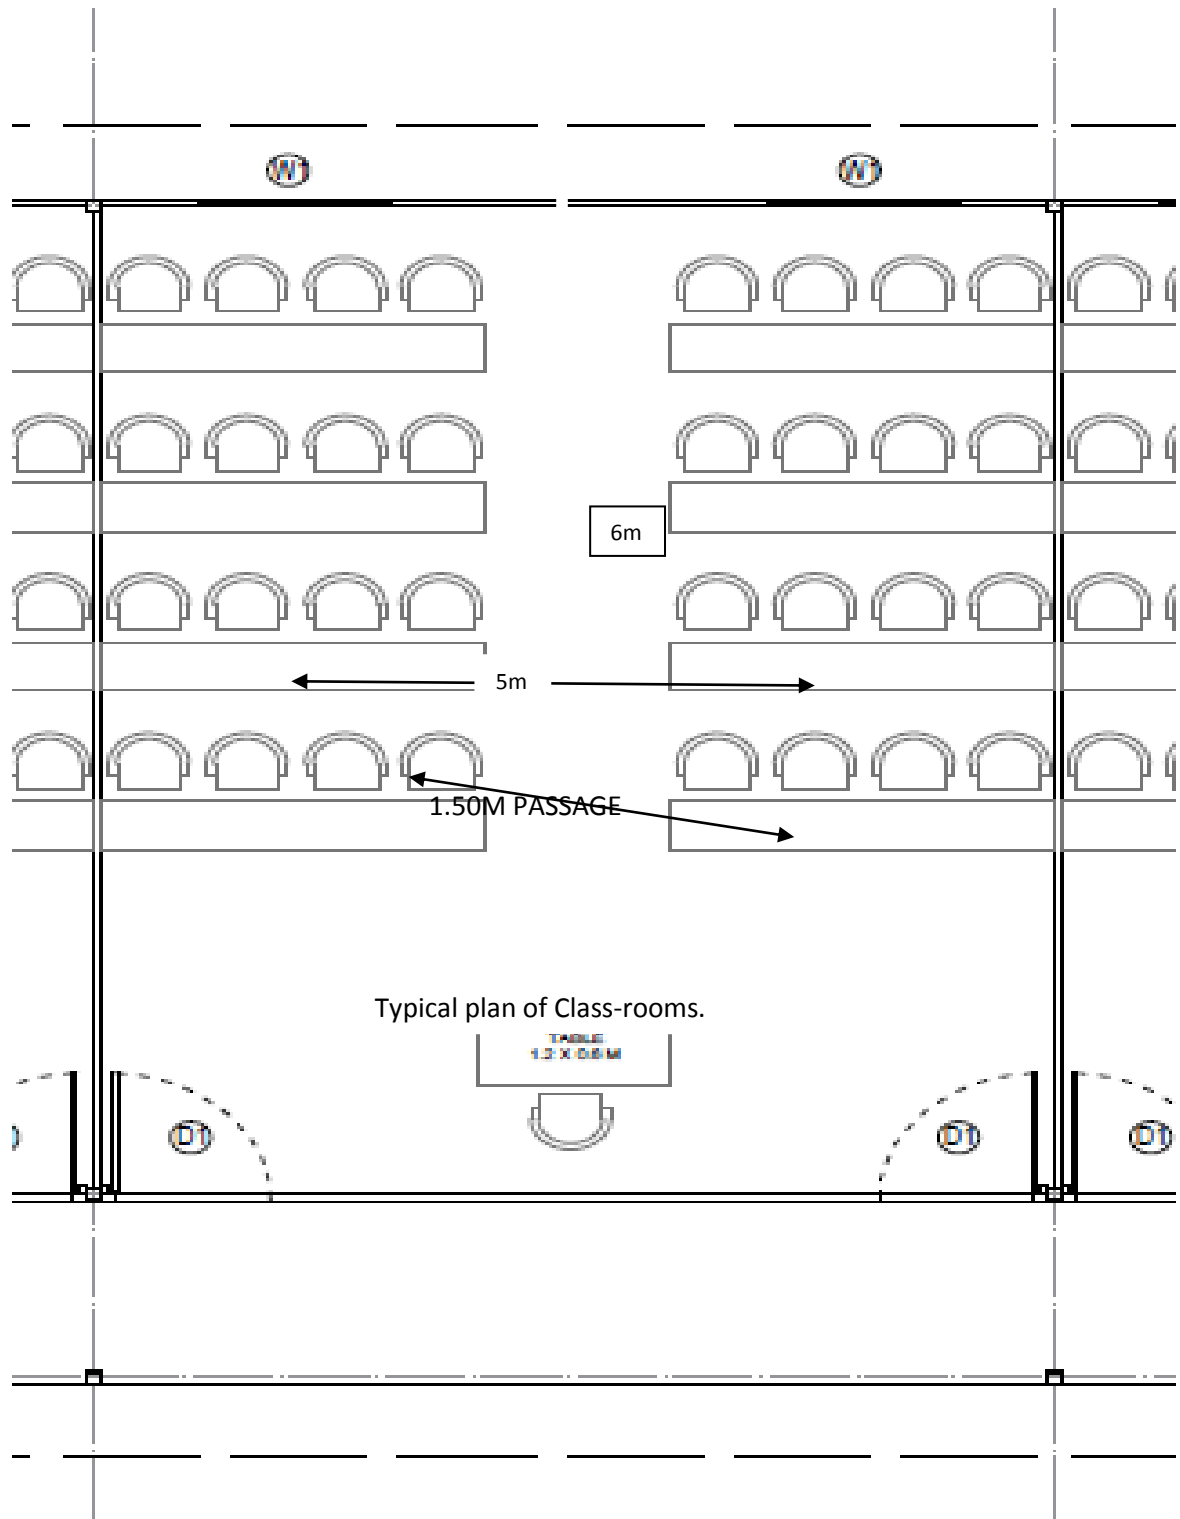 W1 W1
6m
5m
1.50M PASSAGE
Typical plan of Class-rooms.
TABLE
1.2 X 0.6 M
D1 D1 D1